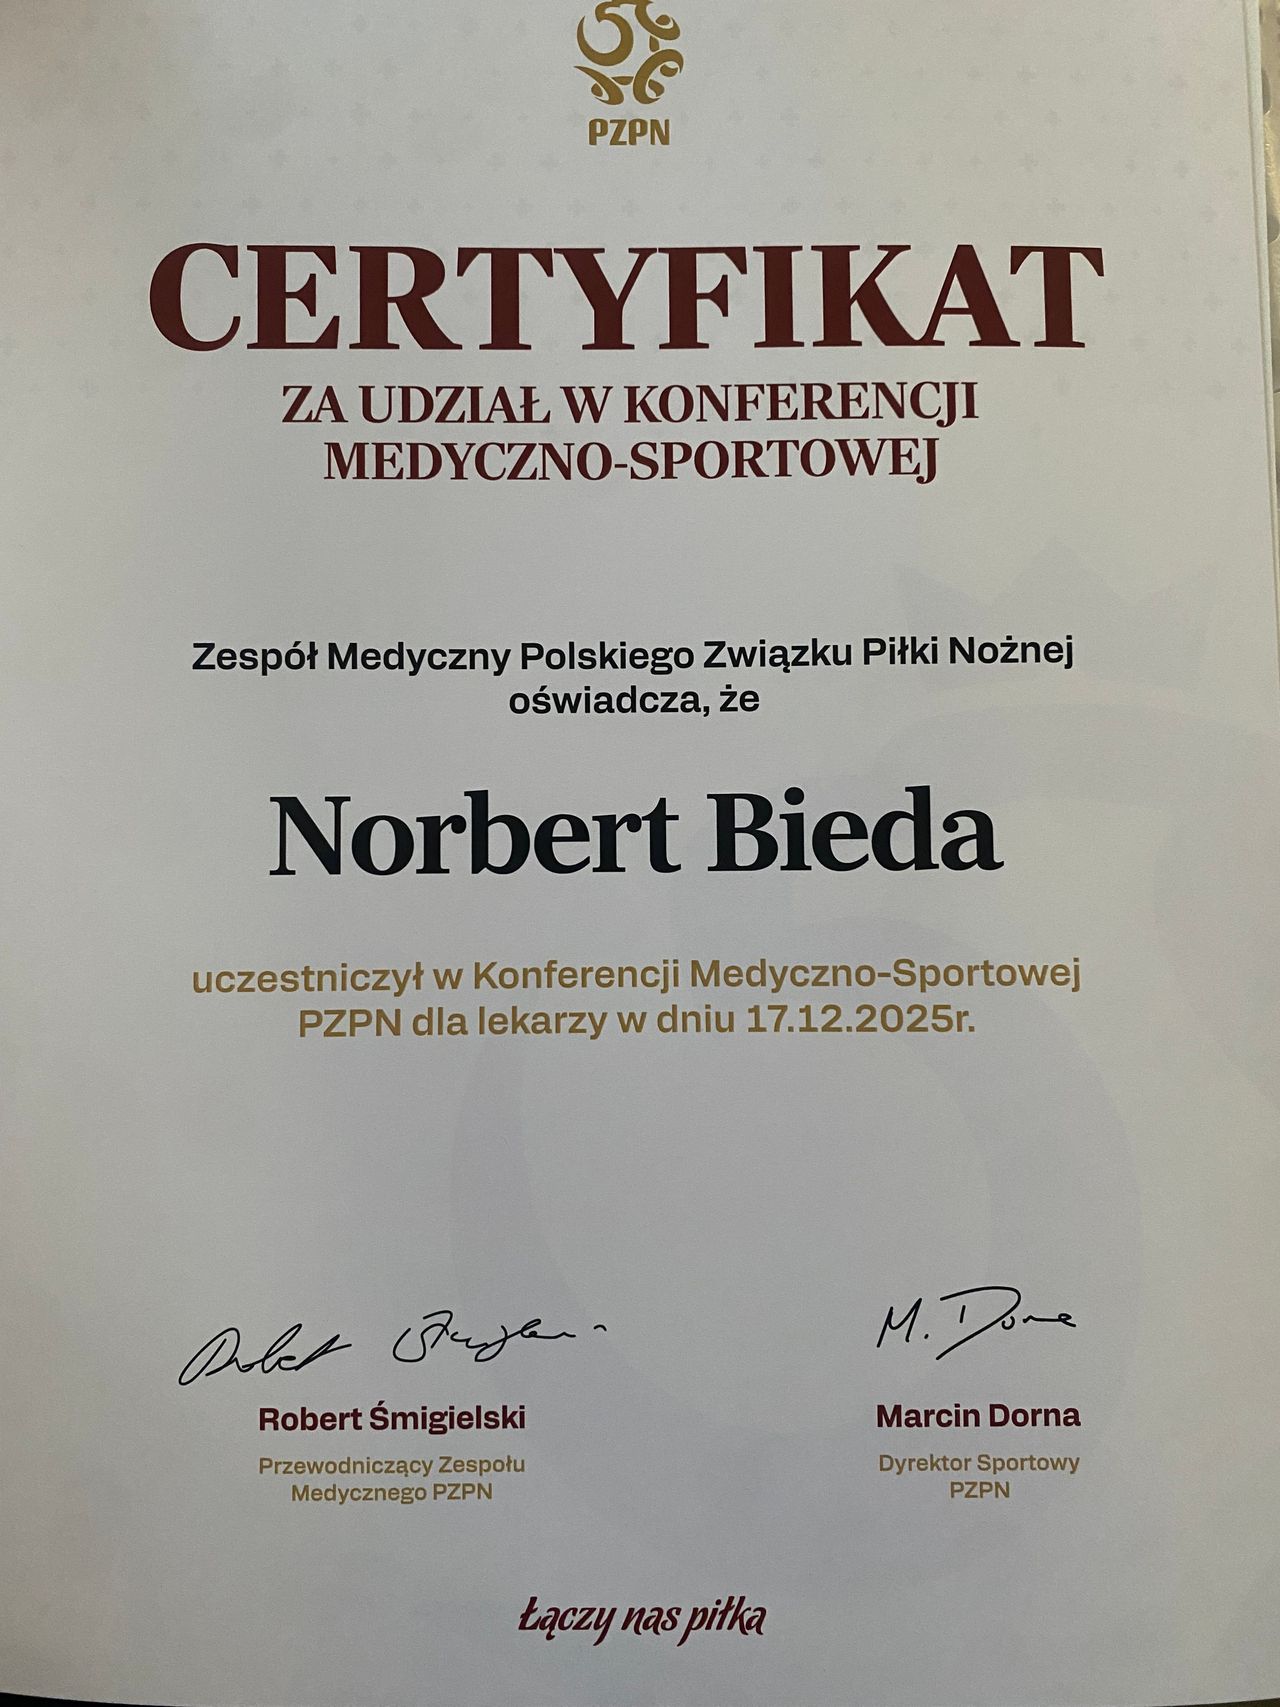 PZPN
CERTYFIKAT
ZA UDZIAŁ W KONFERENCJI
MEDYCZNO-SPORTOWEJ
Zespół Medyczny Polskiego Związku Piłki Nożnej
oświadcza, że
Norbert Bieda
uczestniczył w Konferencji Medyczno-Sportowej
PZPN dla lekarzy w dniu 17.12.2025r.
Robert
M. Dorna
Robert Śmigielski
Marcin Dorna
Przewodniczący Zespołu
Medycznego PZPN
Dyrektor Sportowy
PZPN
Łączy nas piłka